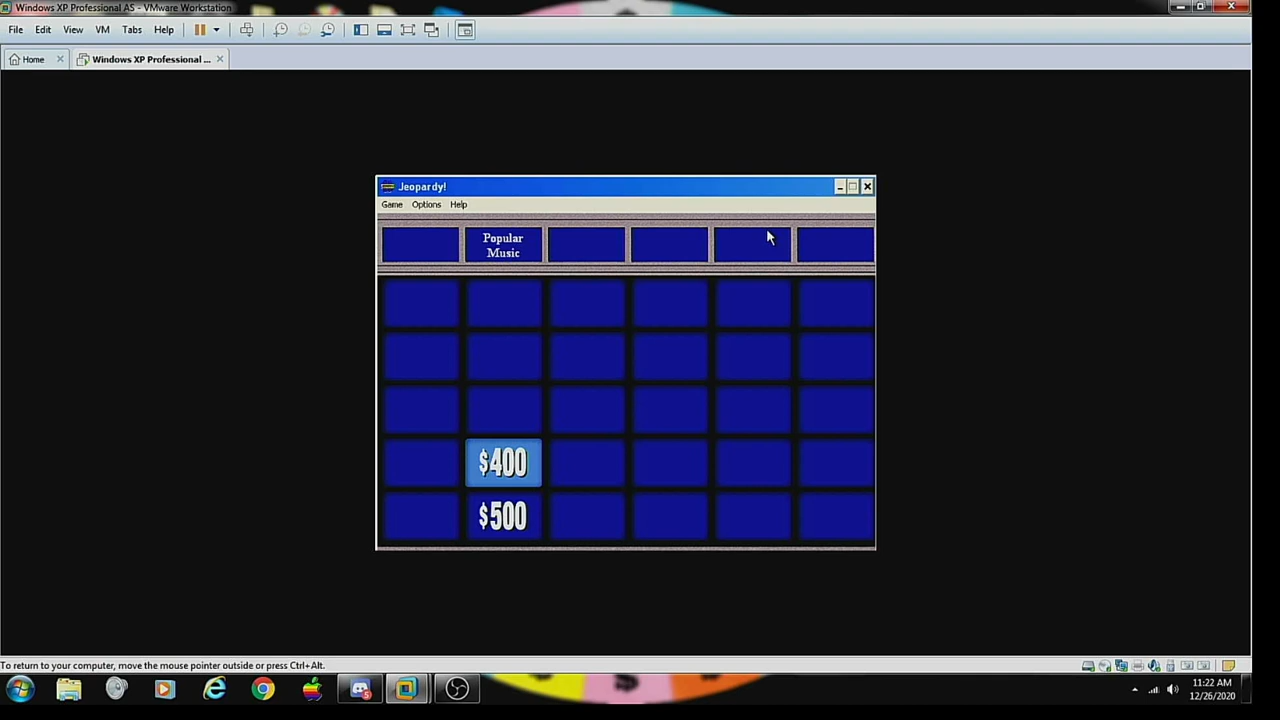 Windows XP Professional AS - VMware Workstation
File Edit View VM Tabs Help
Home Windows XP Professional ...
Jeopardy!
Game Options Help
Popular
Music
$400
$500
To return to your computer, move the mouse pointer outside or press Ctrl+Alt.
5
11:22 AM
12/26/2020